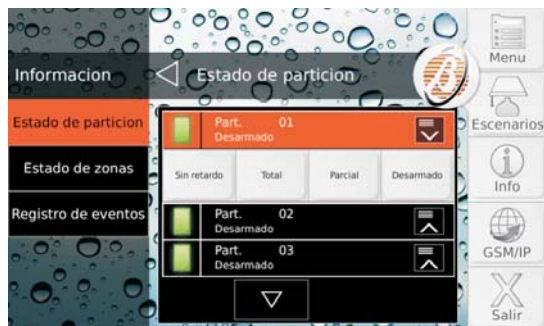 Informacion
Estado de particion
Estado de particion
Estado de zonas
Registro de eventos
Part. 01
Desarmado
Sin retardo
Total
Parcial
Desarmado
Part. 02
Desarmado
Part. 03
Desarmado
Menu
Escenarios
Info
GSM/IP
Salir